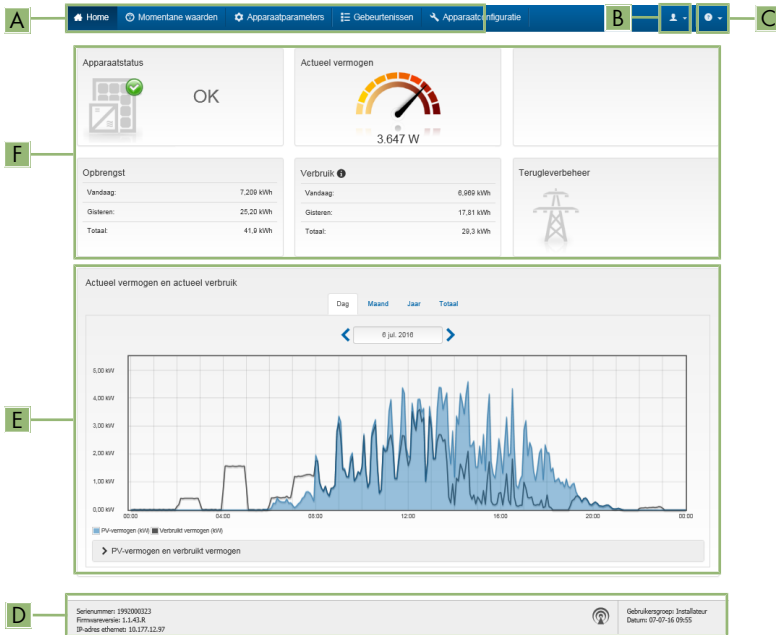 A
Home Momentane waarden Apparaatparameters Gebeurtenissen Apparaatconfiguratie
B
C
Apparaatstatus
OK
Actueel vermogen
3.647 W
F
Opbrengst
Vandaag: 7,209 kWh
Gisteren: 25,20 kWh
Totaal: 41,9 kWh
Verbruik
Vandaag: 6,969 kWh
Gisteren: 17,81 kWh
Totaal: 29,3 kWh
Terugleverbeheer
Actueel vermogen en actueel verbruik
Dag Maand Jaar Totaal
6 jul. 2016
E
5,00 kW
4,00 kW
3,00 kW
2,00 kW
1,00 kW
0,00 kW
00:00 04:00 08:00 12:00 16:00 20:00 00:00
PV-vermogen (kW) Verbruikt vermogen (kW)
PV-vermogen en verbruikt vermogen
D
Serienummer: 1992000323
Firmwareversie: 1.1.43.R
IP-adres ethernet: 10.177.12.97
Gebruikersgroep: Installateur
Datum: 07-07-16 09:55